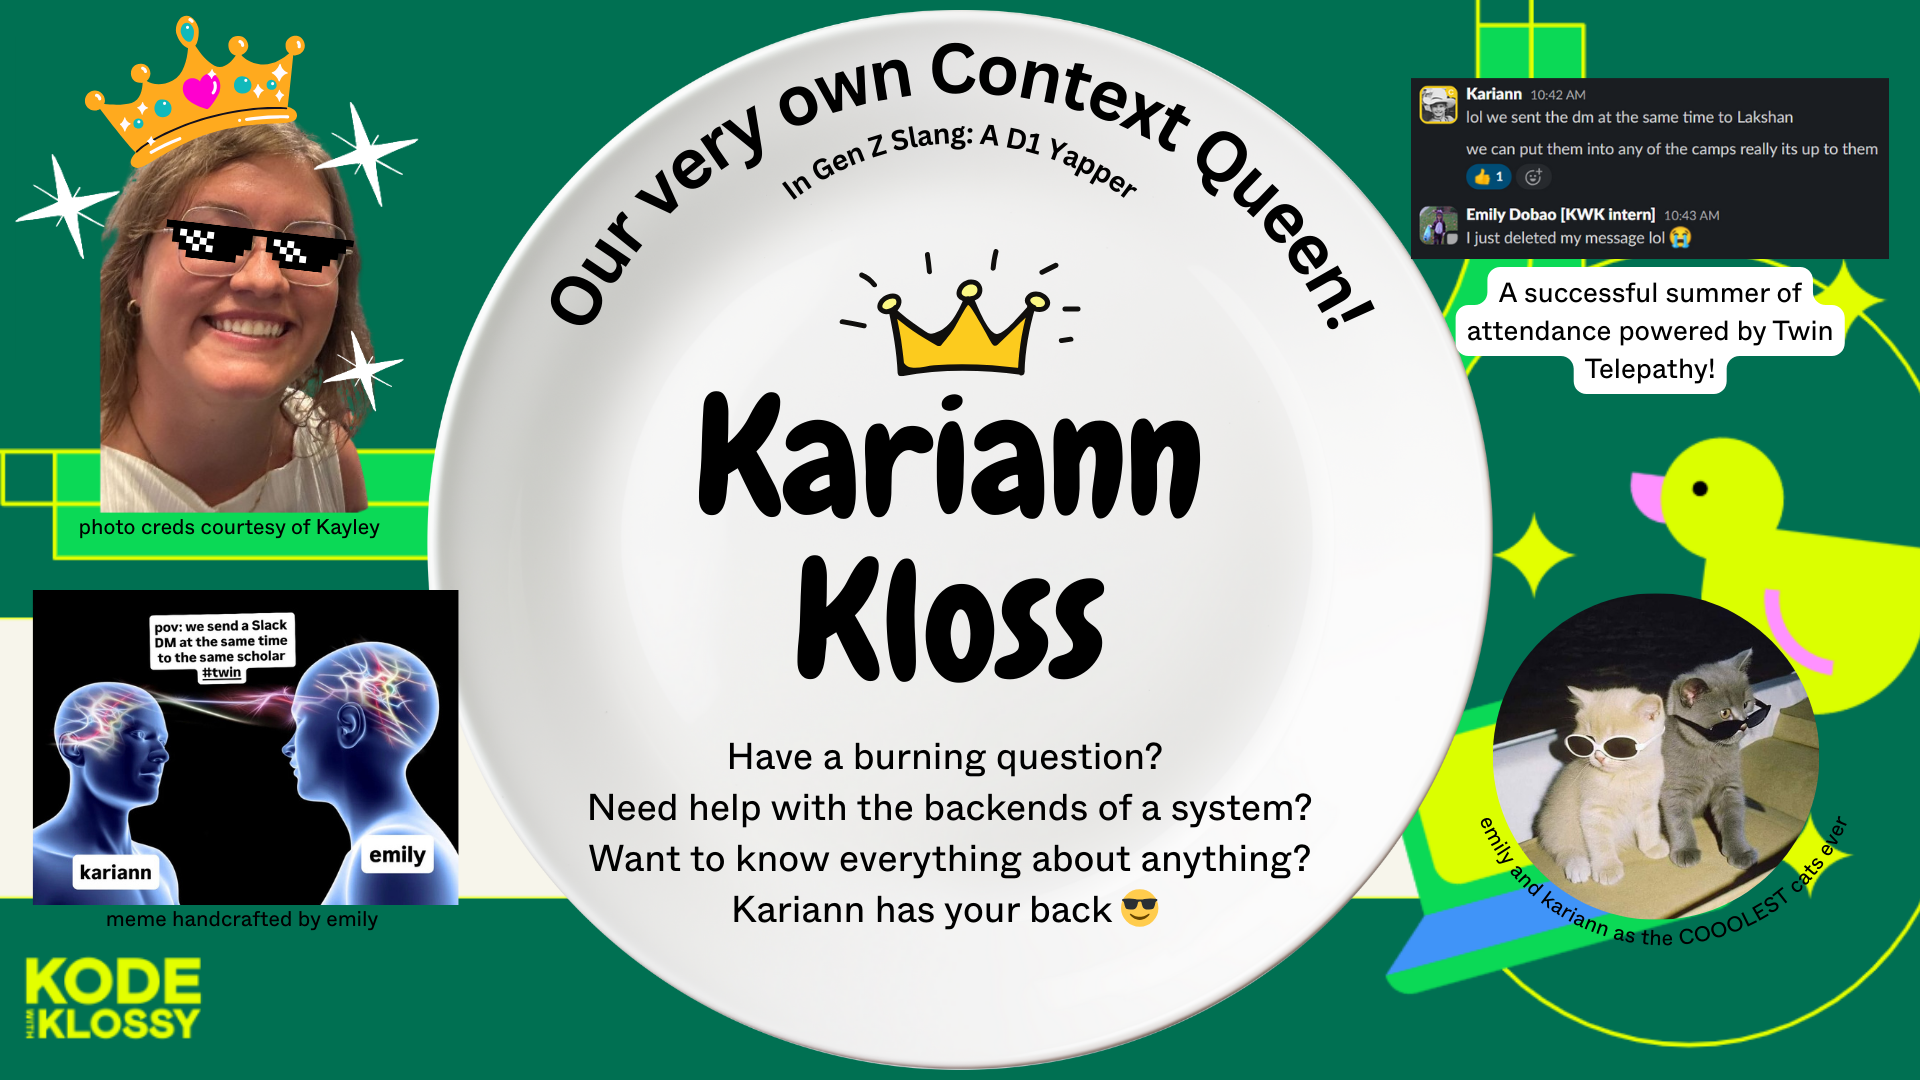 Our very own Context Queen!
In Gen Z Slang: A D1 Yapper
Kariann
Kloss
Have a burning question?
Need help with the backends of a system?
Want to know everything about anything?
Kariann has your back 😎
photo creds courtesy of Kayley
pov: we send a Slack
DM at the same time
to the same scholar
#twin
kariann
emily
meme handcrafted by emily
KODE
WITH
KLOSSY
Kariann 10:42 AM
lol we sent the dm at the same time to Lakshan
we can put them into any of the camps really its up to them
👍 1
Emily Dobao [KWK intern] 10:43 AM
I just deleted my message lol 😭
A successful summer of
attendance powered by Twin
Telepathy!
emily and kariann as the COOOLEST cats ever